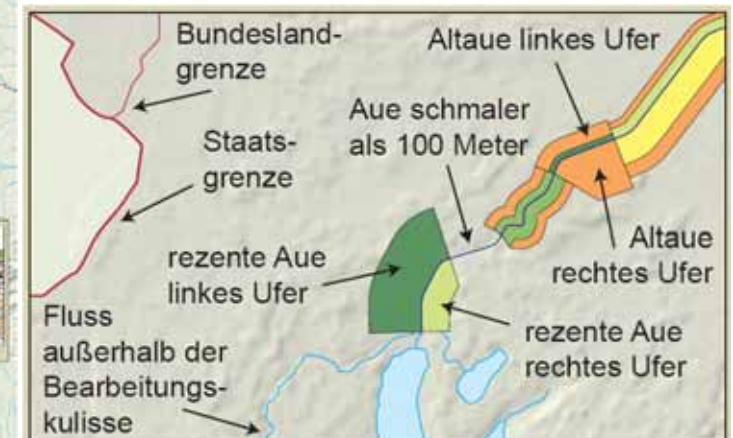 Bundesland-
grenze
Altaue linkes Ufer
Aue schmaler
als 100 Meter
Staats-
grenze
rezente Aue
linkes Ufer
Altaue
rechtes Ufer
rezente Aue
rechtes Ufer
Fluss
außerhalb der
Bearbeitungs-
kulisse